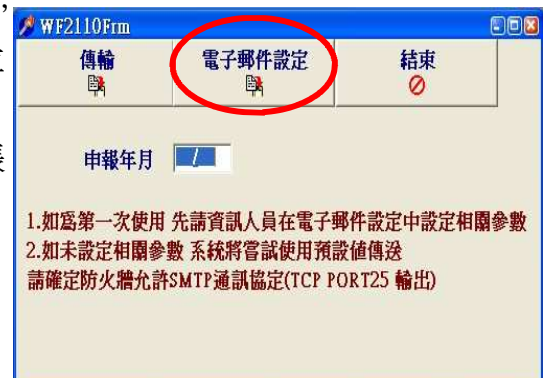 WF2110Frm
傳輸 電子郵件設定 結束
申報年月 /
1.如為第一次使用 先請資訊人員在電子郵件設定中設定相關參數
2.如未設定相關參數 系統將嘗試使用預設值傳送
請確定防火牆允許SMTP通訊協定(TCP PORT25 輸出)